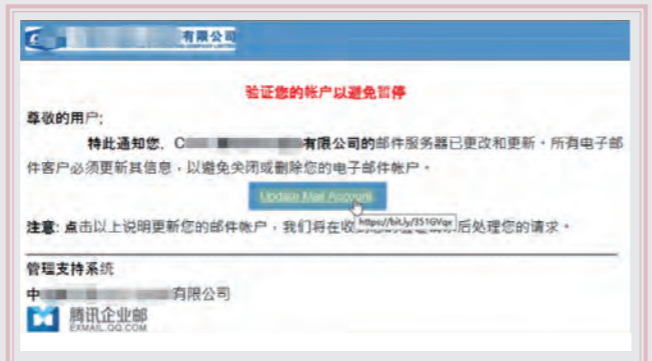 有限公司
验证您的帐户以避免暂停
尊敬的用户;
特此通知您，C 有限公司的邮件服务器已更改和更新。所有电子邮
件客户必须更新其信息，以避免关闭或删除您的电子邮件帐户。
Update Mail Account
https://bit.ly/351GVqv
注意: 点击以上说明更新您的邮件帐户，我们将在收 后处理您的请求。
管理支持系统
中 有限公司
腾讯企业邮
EXMAIL.QQ.COM